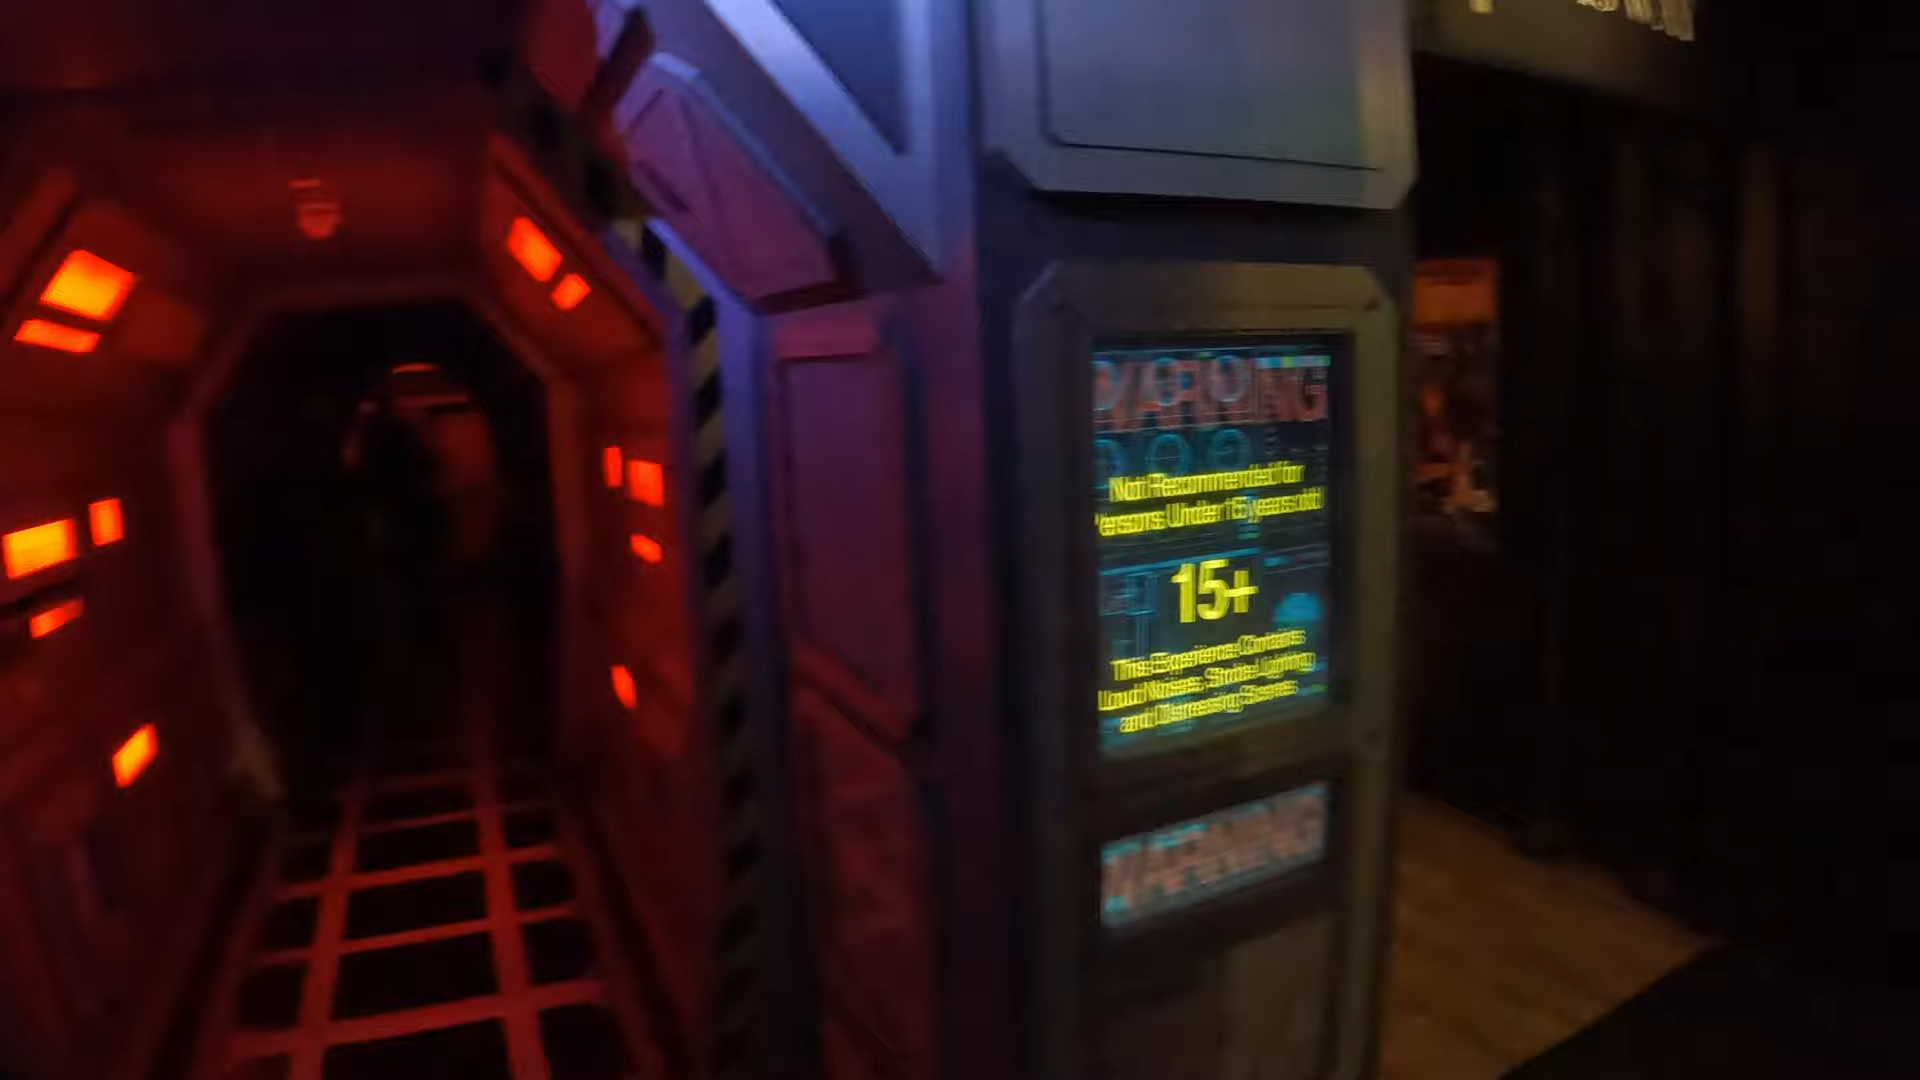 WARNING
Not Recommended for
Persons Under 15 years old
15+
This Experience Contains
Loud Noises, Strobe Lighting
and Distressing Scenes
WARNING